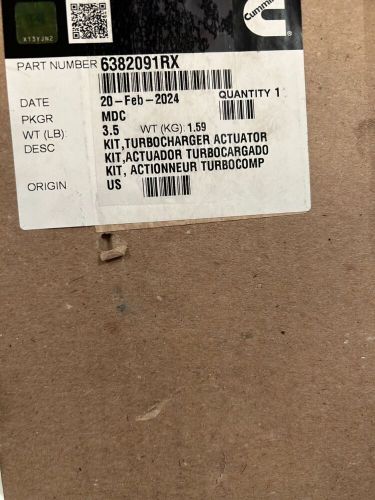 X13YJN2
Cummins
PART NUMBER 6382091RX
DATE 20-Feb-2024 QUANTITY 1
PKGR MDC
WT (LB): 3.5 WT (KG): 1.59
DESC KIT,TURBOCHARGER ACTUATOR
KIT,ACTUADOR TURBOCARGADO
KIT, ACTIONNEUR TURBOCOMP
ORIGIN US